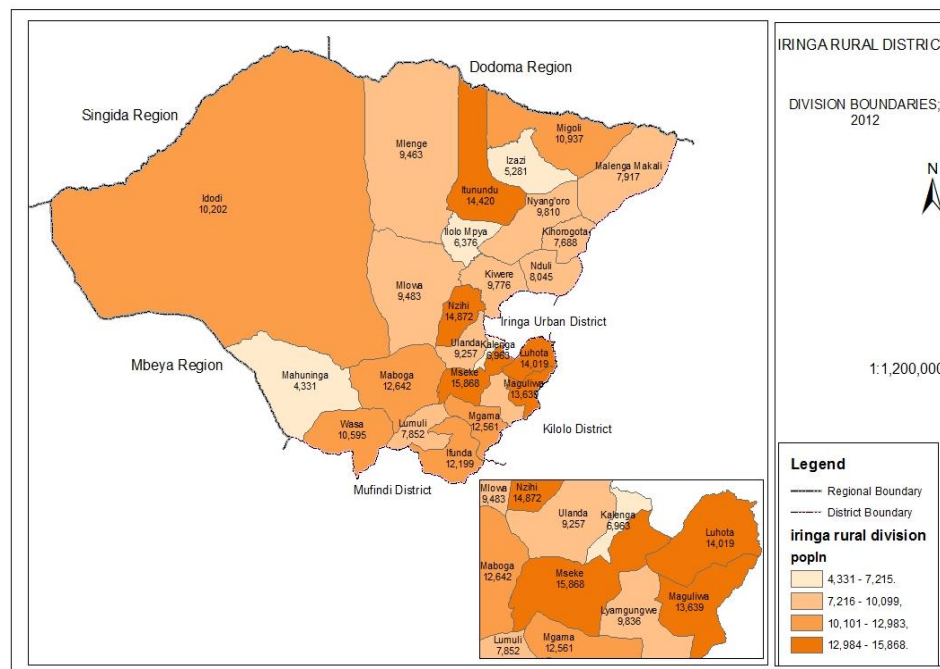 Dodoma Region
Singida Region
Migoli
10,937
Mlenge
9,463
Izazi
5,281
Malenga Makali
7,917
Idodi
10,202
Itunundu
14,420
Nyang'oro
9,810
Ilolo Mpya
6,376
Kihorogota
7,688
Nduli
8,045
Kiwere
9,776
Mlowa
9,483
Nzihi
14,872
Iringa Urban District
Ulanda
9,257
Kalenga
6,963
Luhota
14,019
Mbeya Region
Mahuninga
4,331
Maboga
12,642
Mseke
15,868
Maguliwa
13,639
Wasa
10,595
Lumuli
7,852
Mgama
12,561
Kilolo District
Ifunda
12,199
Mufindi District
Mlowa
9,483
Nzihi
14,872
Ulanda
9,257
Kalenga
6,963
Luhota
14,019
Maboga
12,642
Mseke
15,868
Maguliwa
13,639
Lyamgungwe
9,836
Lumuli
7,852
Mgama
12,561
IRINGA RURAL DISTRIC
DIVISION BOUNDARIES;
2012
N
1:1,200,000
Legend
Regional Boundary
District Boundary
iringa rural division
popln
4,331 - 7,215.
7,216 - 10,099,
10,101 - 12,983,
12,984 - 15,868.